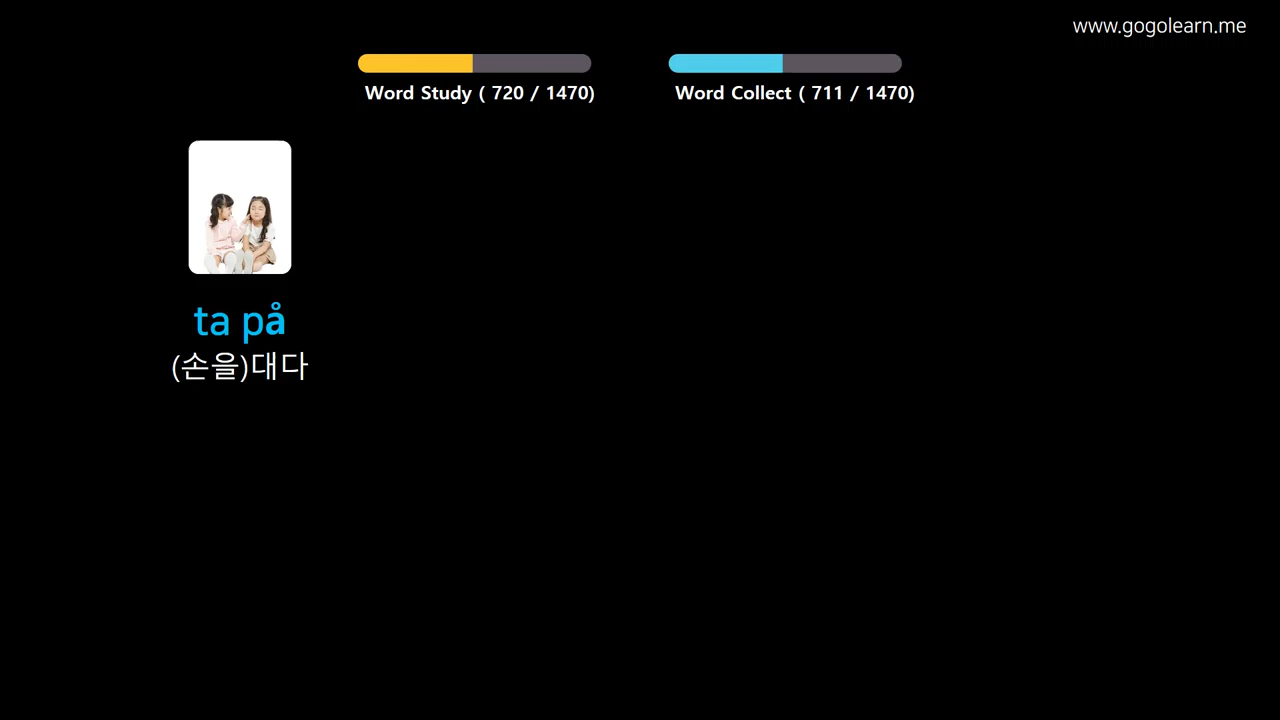 www.gogolearn.me
Word Study ( 720 / 1470)
Word Collect ( 711 / 1470)
ta på
(손을)대다